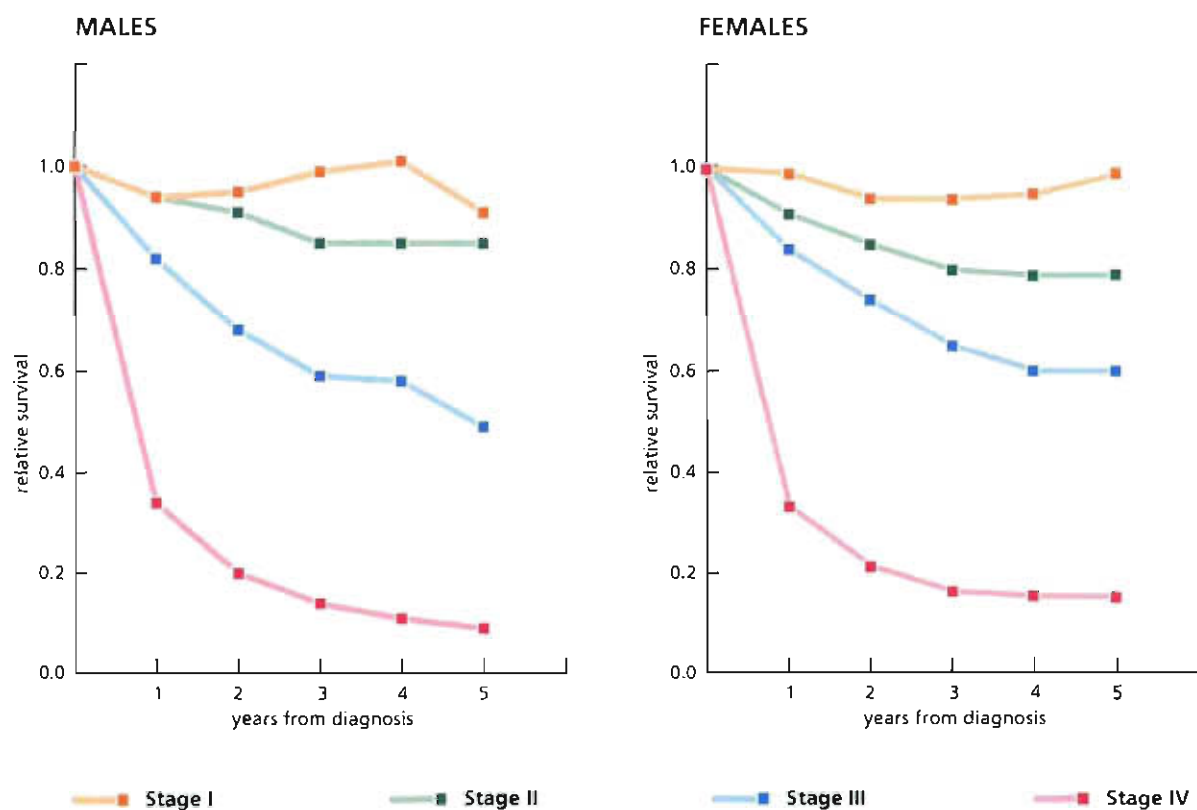 MALES
FEMALES
1.0
0.8
0.6
0.4
0.2
0.0
relative survival
1 2 3 4 5
years from diagnosis
1.0
0.8
0.6
0.4
0.2
0.0
relative survival
1 2 3 4 5
years from diagnosis
Stage I Stage II Stage III Stage IV